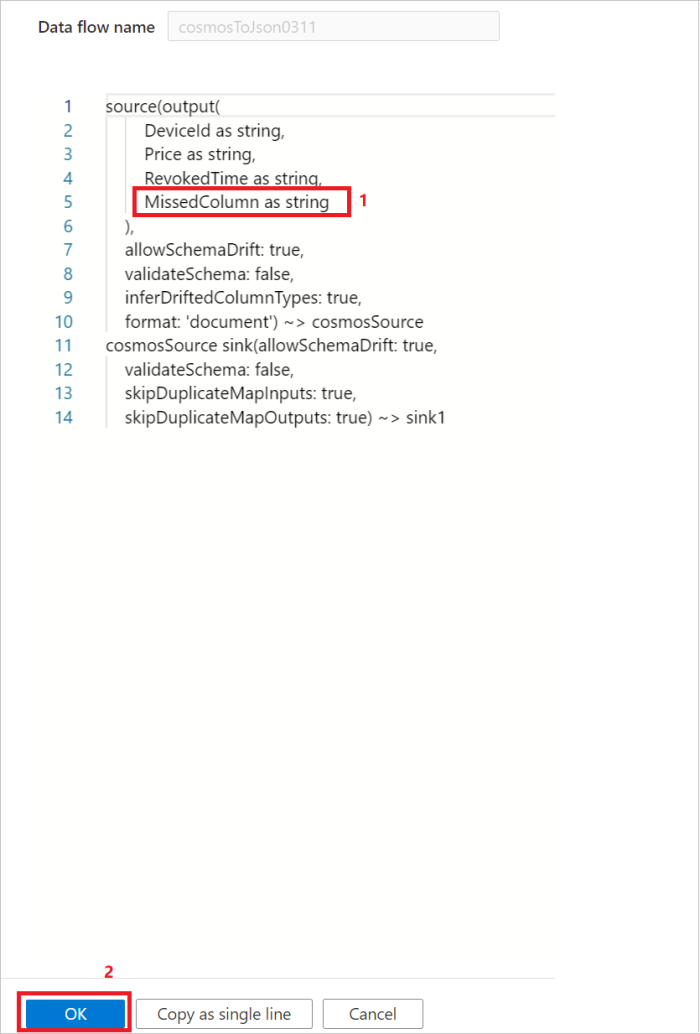 Data flow name cosmosToJson0311
1 source(output(
2 DeviceId as string,
3 Price as string,
4 RevokedTime as string,
5 MissedColumn as string 1
6 ),
7 allowSchemaDrift: true,
8 validateSchema: false,
9 inferDriftedColumnTypes: true,
10 format: 'document') ~> cosmosSource
11 cosmosSource sink(allowSchemaDrift: true,
12 validateSchema: false,
13 skipDuplicateMapInputs: true,
14 skipDuplicateMapOutputs: true) ~> sink1
2
OK Copy as single line Cancel